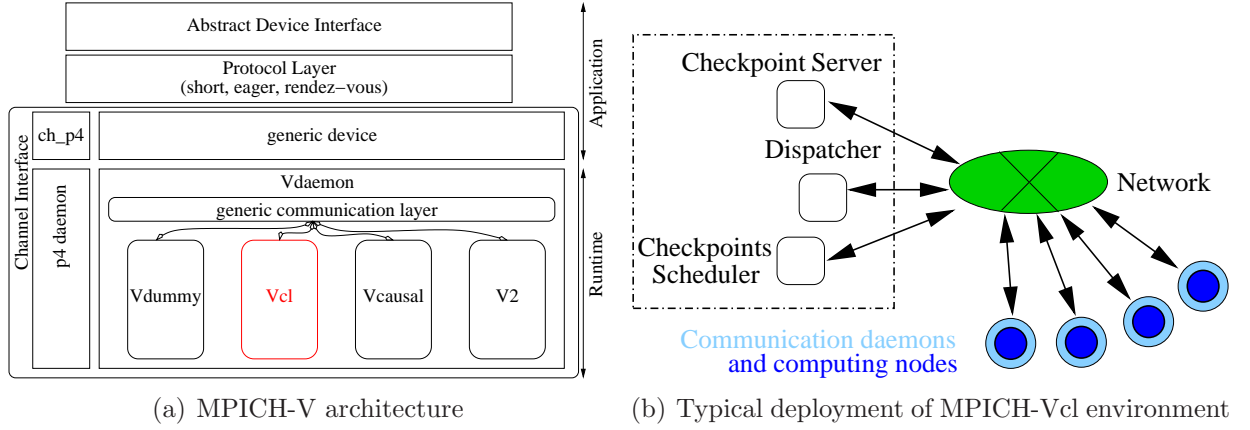 Abstract Device Interface
Protocol Layer
(short, eager, rendez−vous)
Application
Channel Interface
ch_p4
generic device
p4 daemon
Vdaemon
generic communication layer
Vdummy
Vcl
Vcausal
V2
Runtime
(a) MPICH-V architecture
Checkpoint Server
Dispatcher
Network
Checkpoints
Scheduler
Communication daemons
and computing nodes
(b) Typical deployment of MPICH-Vcl environment